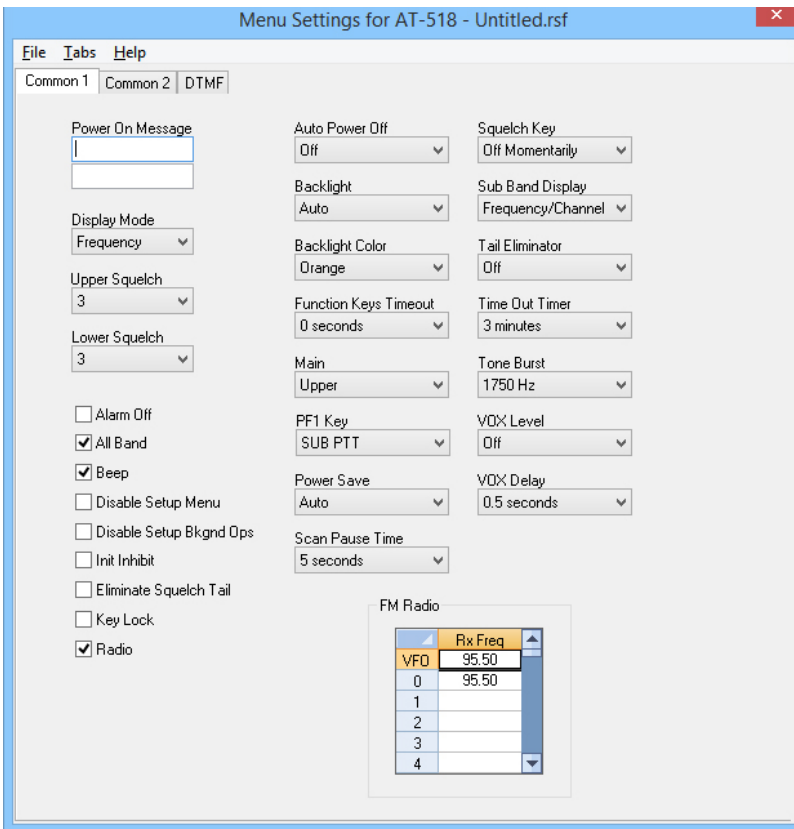 Menu Settings for AT-518 - Untitled.rsf
File Tabs Help
Common 1 Common 2 DTMF
Power On Message
Display Mode
Frequency
Upper Squelch
3
Lower Squelch
3
Alarm Off
All Band
Beep
Disable Setup Menu
Disable Setup Bkgnd Ops
Init Inhibit
Eliminate Squelch Tail
Key Lock
Radio
Auto Power Off
Off
Backlight
Auto
Backlight Color
Orange
Function Keys Timeout
0 seconds
Main
Upper
PF1 Key
SUB PTT
Power Save
Auto
Scan Pause Time
5 seconds
Squelch Key
Off Momentarily
Sub Band Display
Frequency/Channel
Tail Eliminator
Off
Time Out Timer
3 minutes
Tone Burst
1750 Hz
VOX Level
Off
VOX Delay
0.5 seconds
FM Radio
Rx Freq
VFO 95.50
0 95.50
1
2
3
4